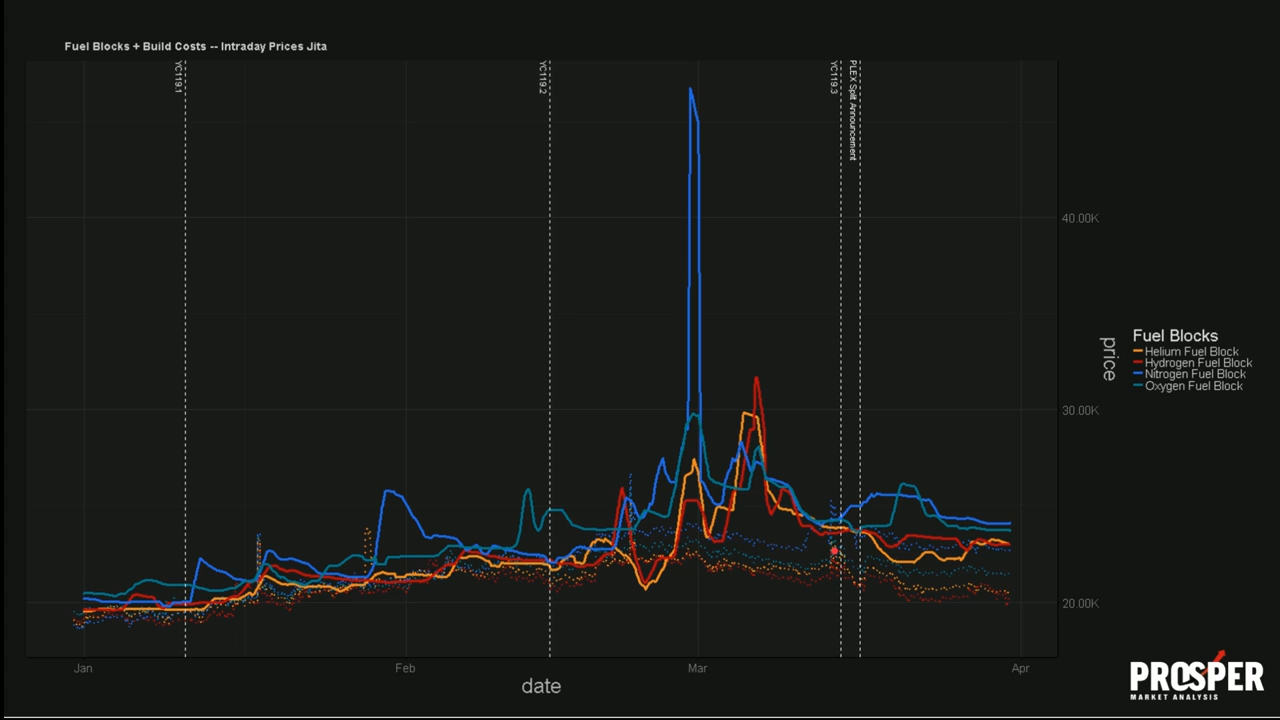 Fuel Blocks + Build Costs -- Intraday Prices Jita
YC119.1
YC119.2
YC119.3
PLEX Split Announcement
40.00K
30.00K
20.00K
price
Fuel Blocks
Helium Fuel Block
Hydrogen Fuel Block
Nitrogen Fuel Block
Oxygen Fuel Block
Jan
Feb
Mar
Apr
date
PROSPER
MARKET ANALYSIS